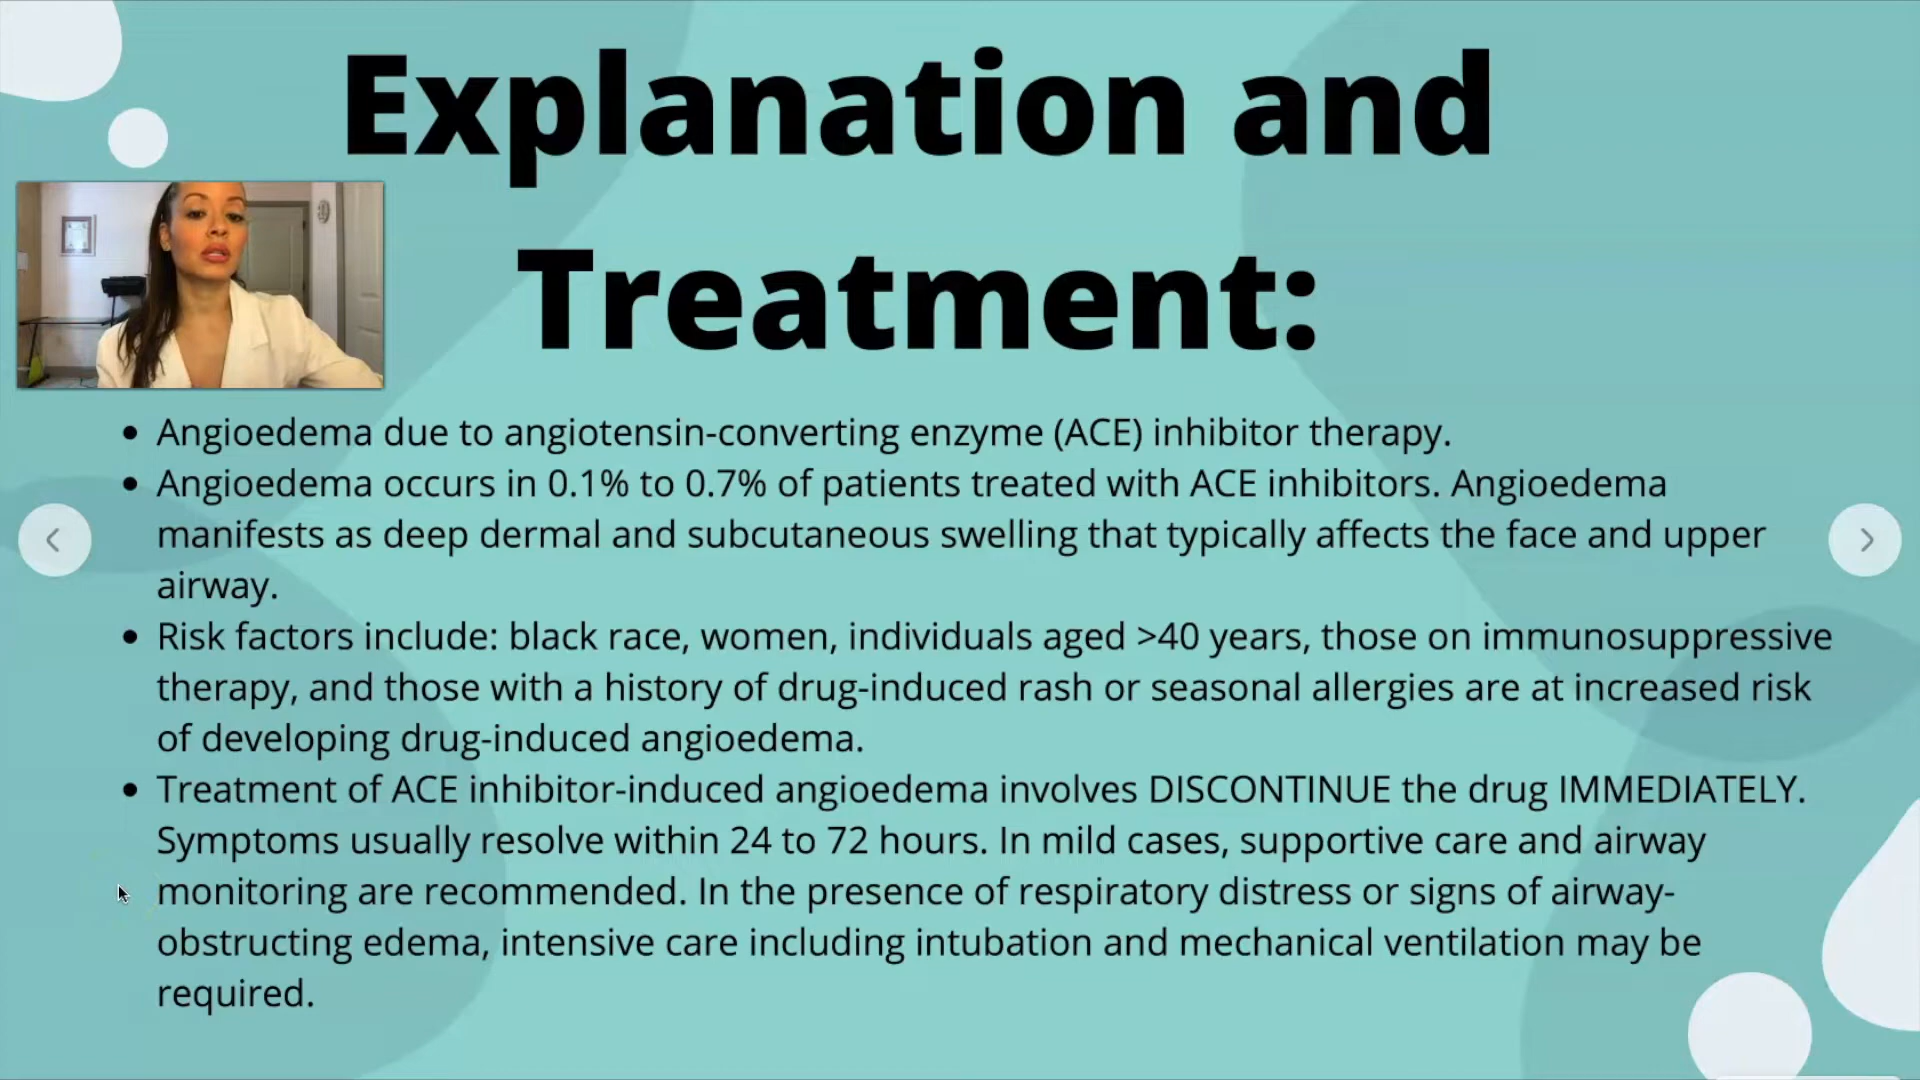 Explanation and
Treatment:
• Angioedema due to angiotensin-converting enzyme (ACE) inhibitor therapy.
• Angioedema occurs in 0.1% to 0.7% of patients treated with ACE inhibitors. Angioedema
manifests as deep dermal and subcutaneous swelling that typically affects the face and upper
airway.
• Risk factors include: black race, women, individuals aged >40 years, those on immunosuppressive
therapy, and those with a history of drug-induced rash or seasonal allergies are at increased risk
of developing drug-induced angioedema.
• Treatment of ACE inhibitor-induced angioedema involves DISCONTINUE the drug IMMEDIATELY.
Symptoms usually resolve within 24 to 72 hours. In mild cases, supportive care and airway
monitoring are recommended. In the presence of respiratory distress or signs of airway-
obstructing edema, intensive care including intubation and mechanical ventilation may be
required.